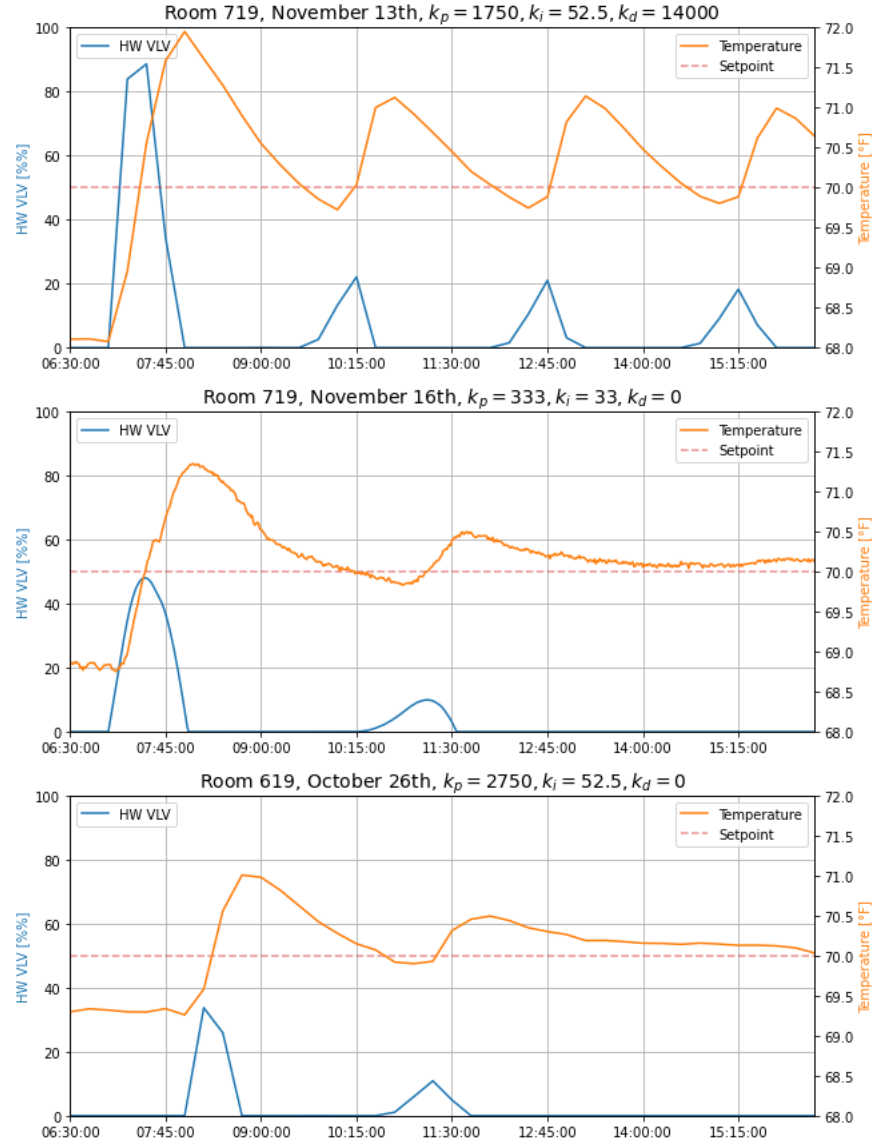 Room 719, November 13th, k_p = 1750, k_i = 52.5, k_d = 14000
HW VLV
Temperature
Setpoint
HW VLV [%%]
100
80
60
40
20
0
72.0
71.5
71.0
70.5
70.0
69.5
69.0
68.5
68.0
Temperature [°F]
06:30:00 07:45:00 09:00:00 10:15:00 11:30:00 12:45:00 14:00:00 15:15:00
Room 719, November 16th, k_p = 333, k_i = 33, k_d = 0
HW VLV
Temperature
Setpoint
HW VLV [%%]
100
80
60
40
20
0
72.0
71.5
71.0
70.5
70.0
69.5
69.0
68.5
68.0
Temperature [°F]
06:30:00 07:45:00 09:00:00 10:15:00 11:30:00 12:45:00 14:00:00 15:15:00
Room 619, October 26th, k_p = 2750, k_i = 52.5, k_d = 0
HW VLV
Temperature
Setpoint
HW VLV [%%]
100
80
60
40
20
0
72.0
71.5
71.0
70.5
70.0
69.5
69.0
68.5
68.0
Temperature [°F]
06:30:00 07:45:00 09:00:00 10:15:00 11:30:00 12:45:00 14:00:00 15:15:00